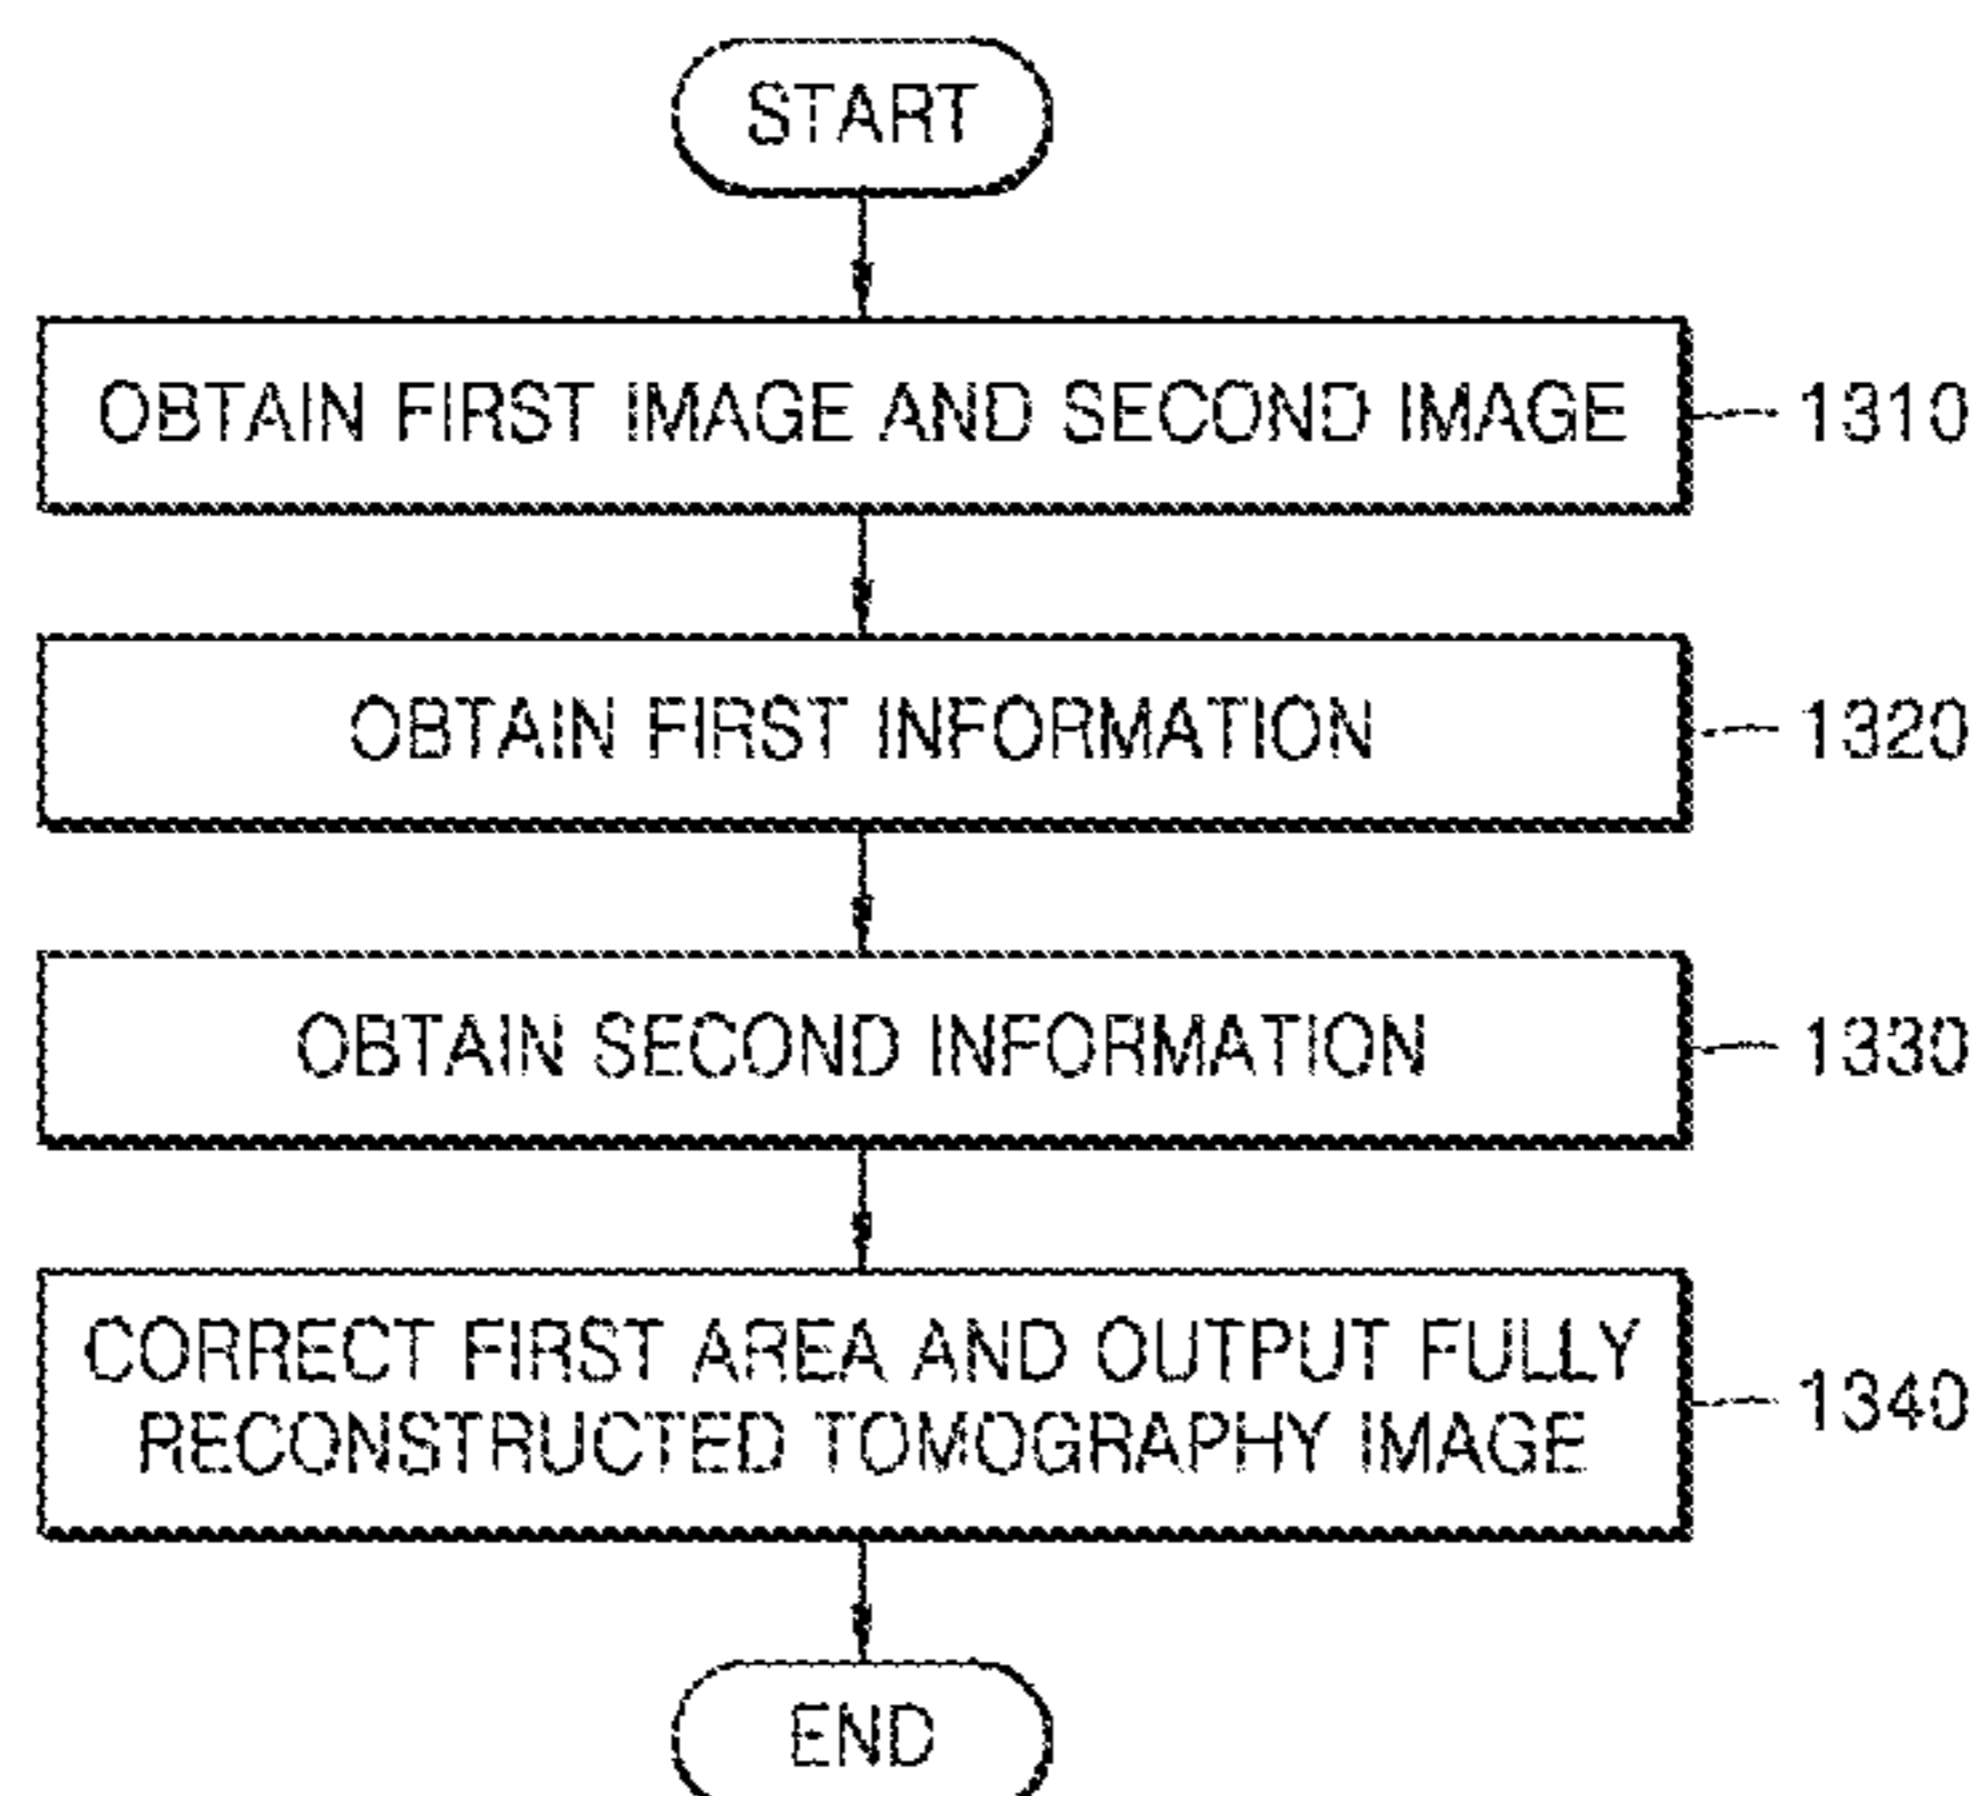 START
OBTAIN FIRST IMAGE AND SECOND IMAGE
1310
OBTAIN FIRST INFORMATION
1320
OBTAIN SECOND INFORMATION
1330
CORRECT FIRST AREA AND OUTPUT FULLY
RECONSTRUCTED TOMOGRAPHY IMAGE
1340
END